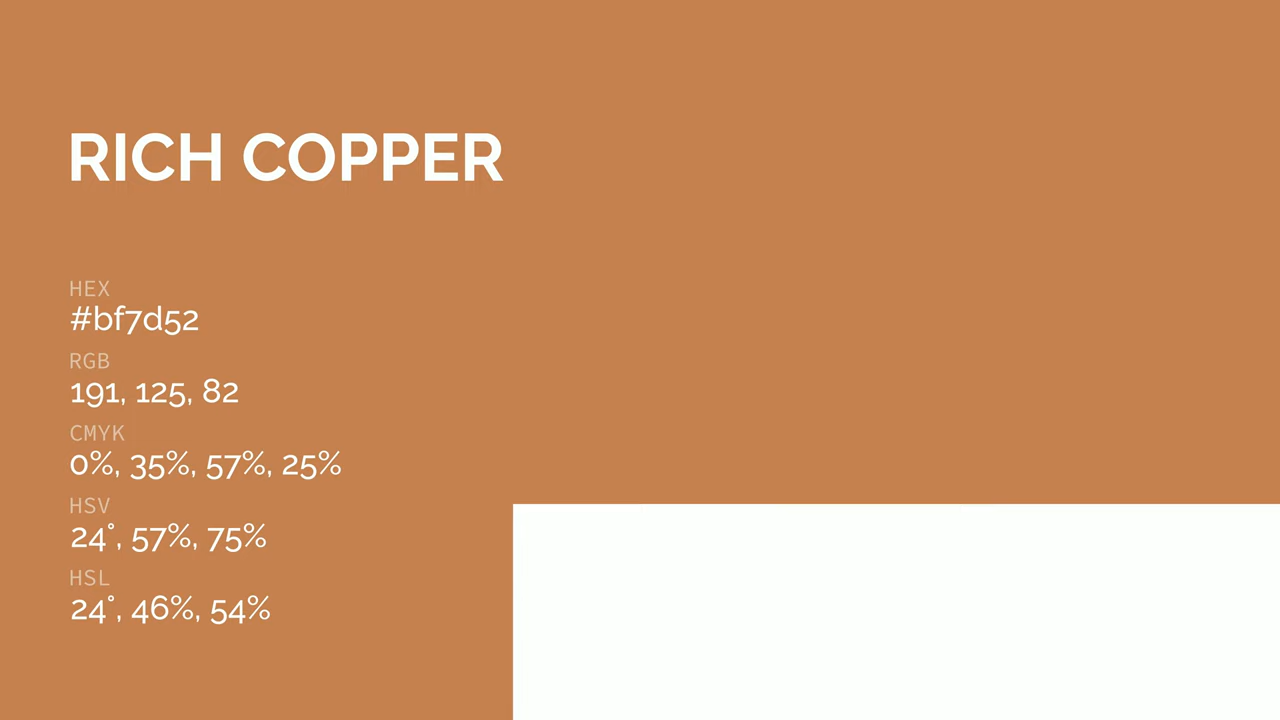 RICH COPPER
HEX
#bf7d52
RGB
191, 125, 82
CMYK
0%, 35%, 57%, 25%
HSV
24°, 57%, 75%
HSL
24°, 46%, 54%